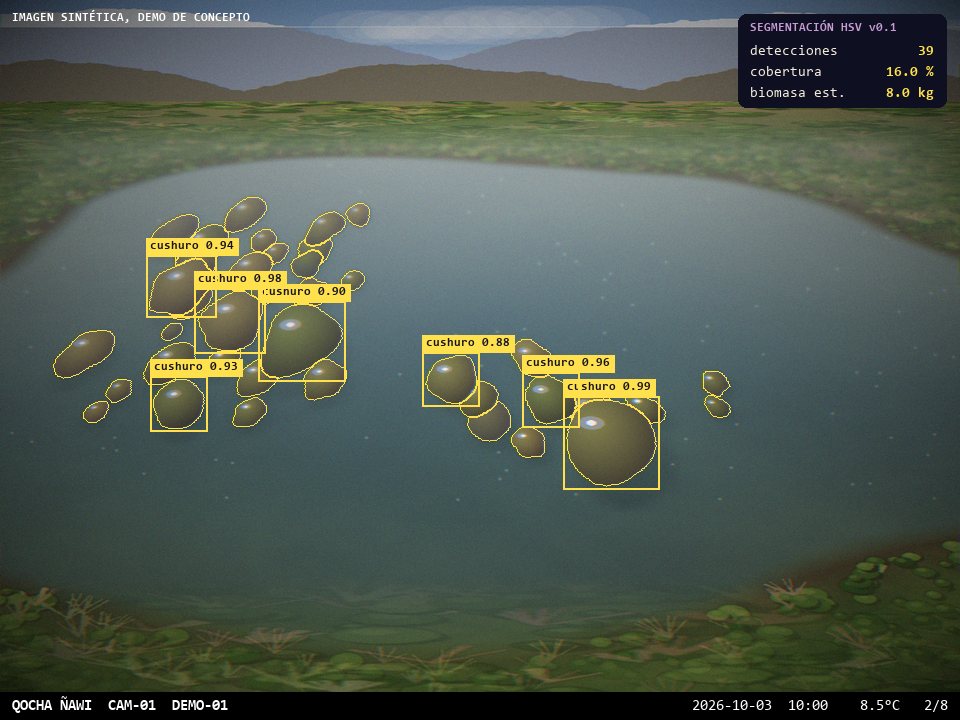 IMAGEN SINTÉTICA, DEMO DE CONCEPTO
SEGMENTACIÓN HSV v0.1
detecciones 39
cobertura 16.0 %
biomasa est. 8.0 kg
cushuro 0.94
cushuro 0.98
cushuro 0.90
cushuro 0.88
cushuro 0.96
cushuro 0.93
cushuro 0.99
QOCHA ÑAWI CAM-01 DEMO-01 2026-10-03 10:00 8.5°C 2/8